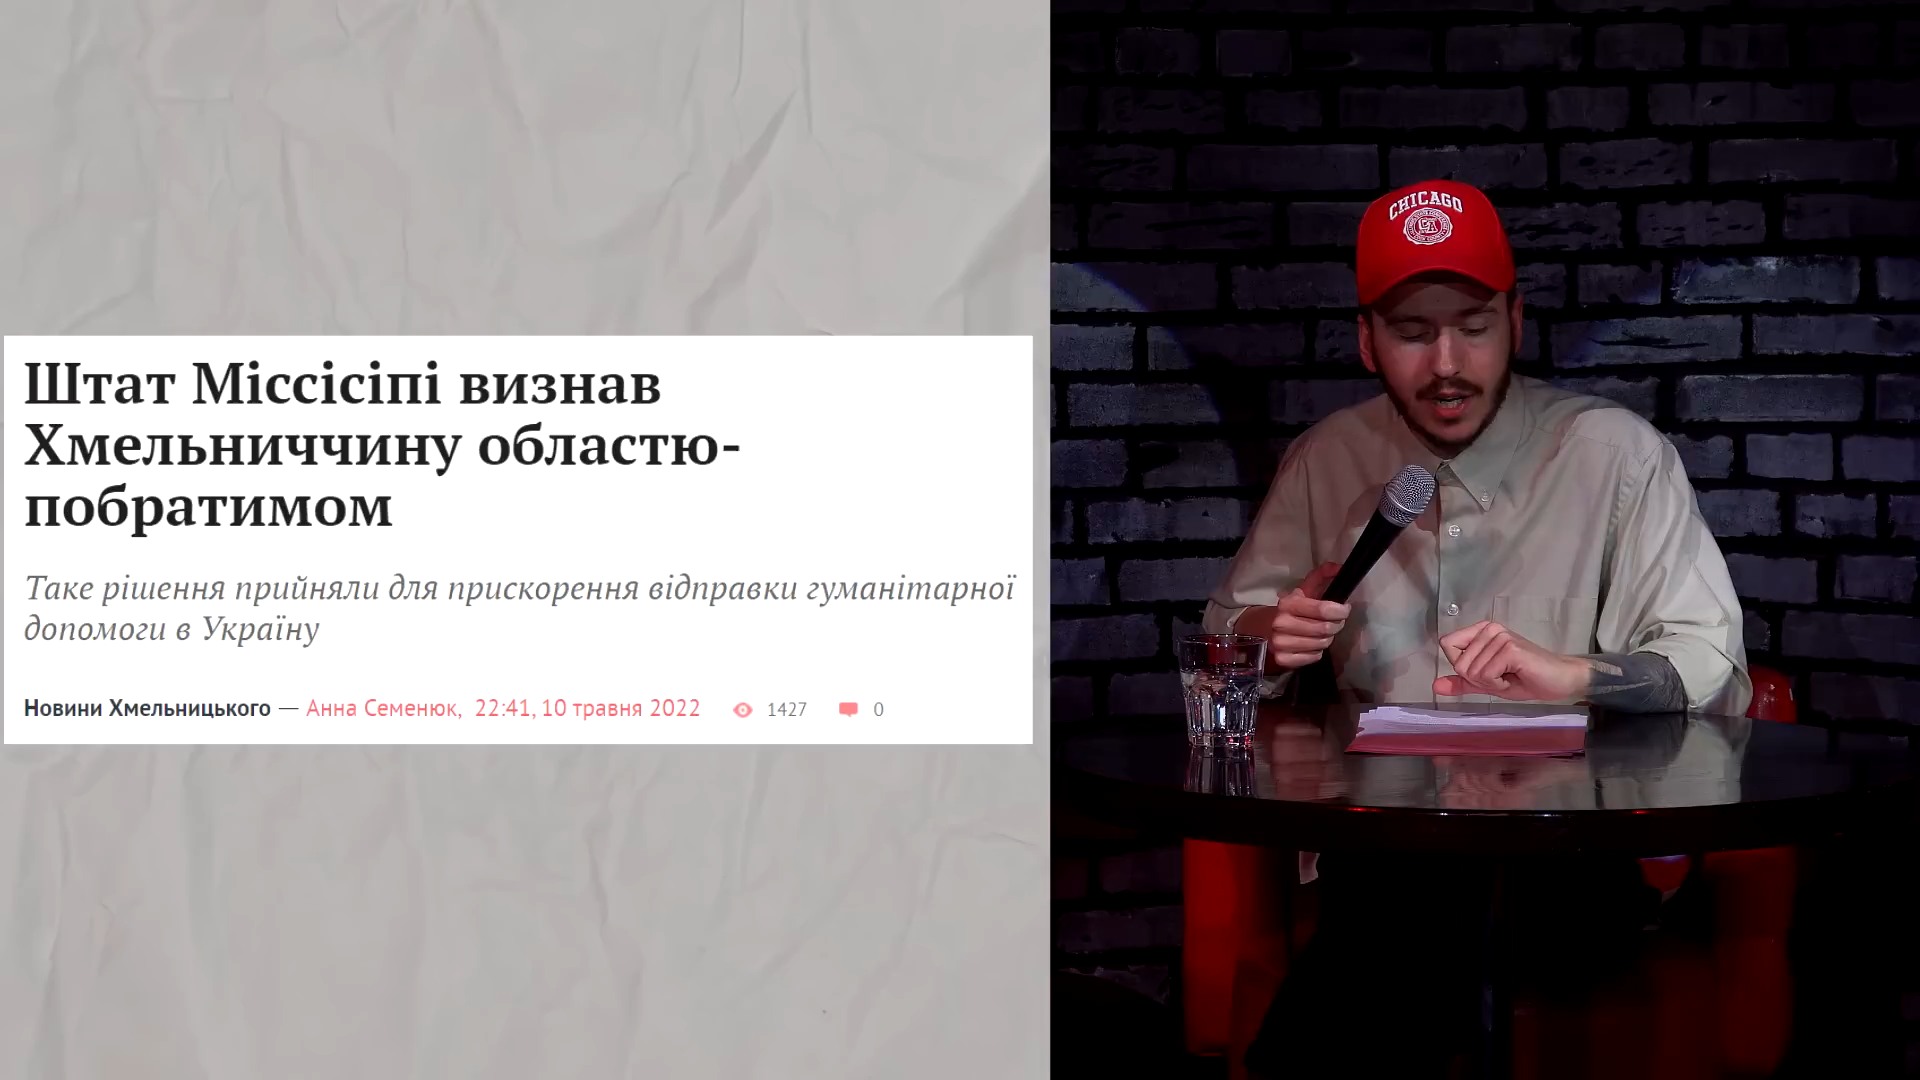 Штат Міссісіпі визнав
Хмельниччину областю-
побратимом
Таке рішення прийняли для прискорення відправки гуманітарної
допомоги в Україну
Новини Хмельницького — Анна Семенюк, 22:41, 10 травня 2022 1427 0
CHICAGO